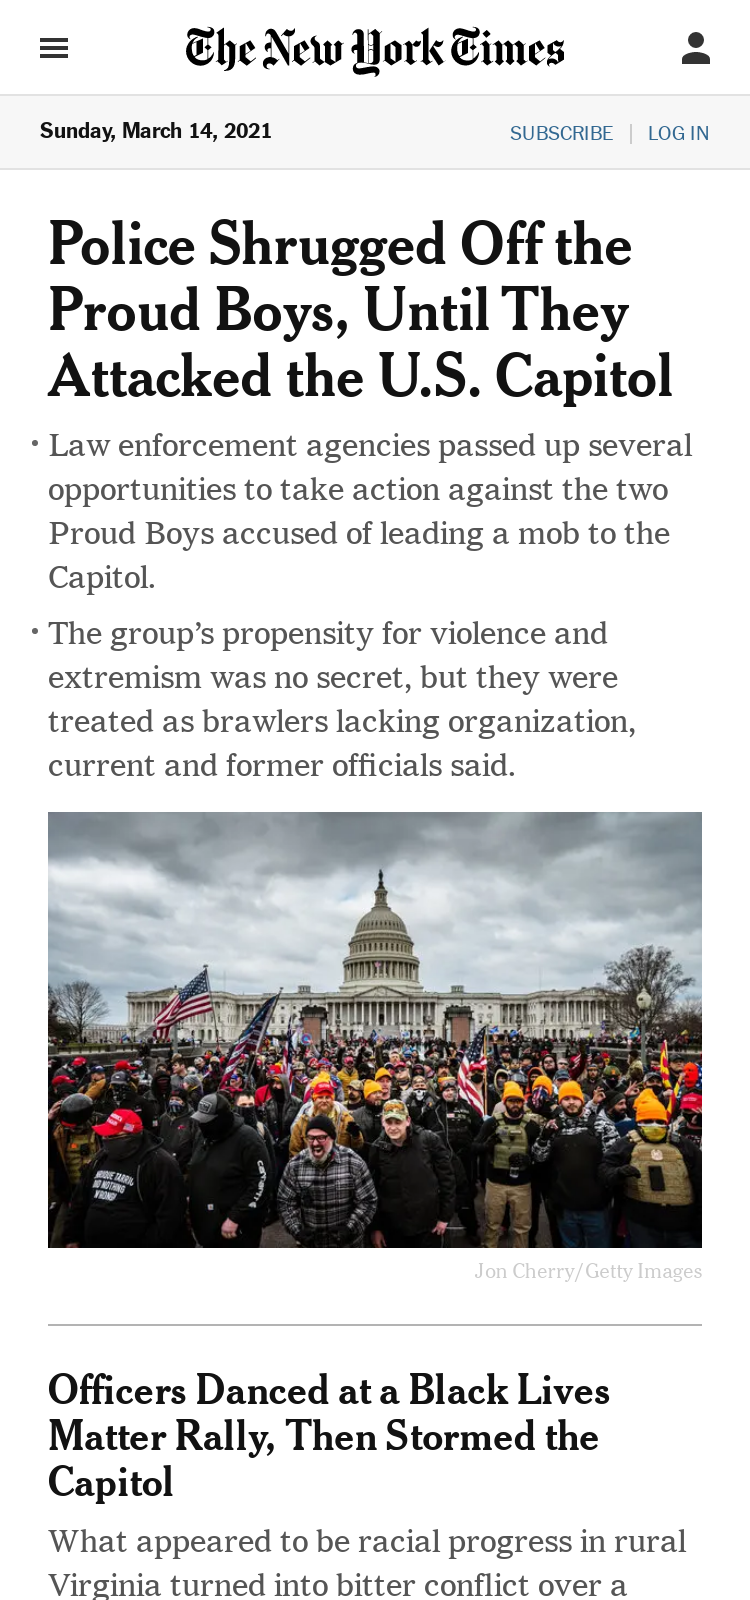 The New York Times
Sunday, March 14, 2021
SUBSCRIBE | LOG IN
Police Shrugged Off the
Proud Boys, Until They
Attacked the U.S. Capitol
• Law enforcement agencies passed up several
opportunities to take action against the two
Proud Boys accused of leading a mob to the
Capitol.
• The group’s propensity for violence and
extremism was no secret, but they were
treated as brawlers lacking organization,
current and former officials said.
TARRIO
DID NOTHING
WRONG!
Jon Cherry/Getty Images
Officers Danced at a Black Lives
Matter Rally, Then Stormed the
Capitol
What appeared to be racial progress in rural
Virginia turned into bitter conflict over a